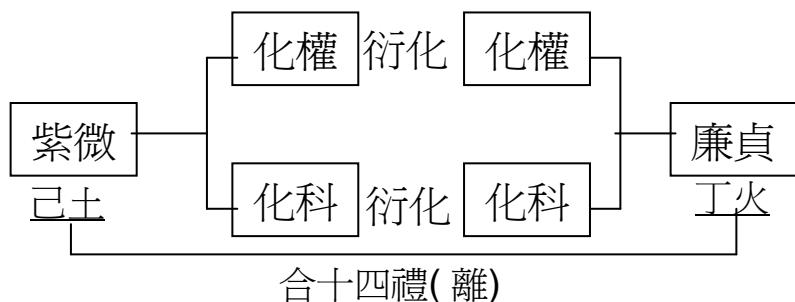 化權 衍化 化權
紫微 廉貞
己土 丁火
化科 衍化 化科
合十四禮( 離)